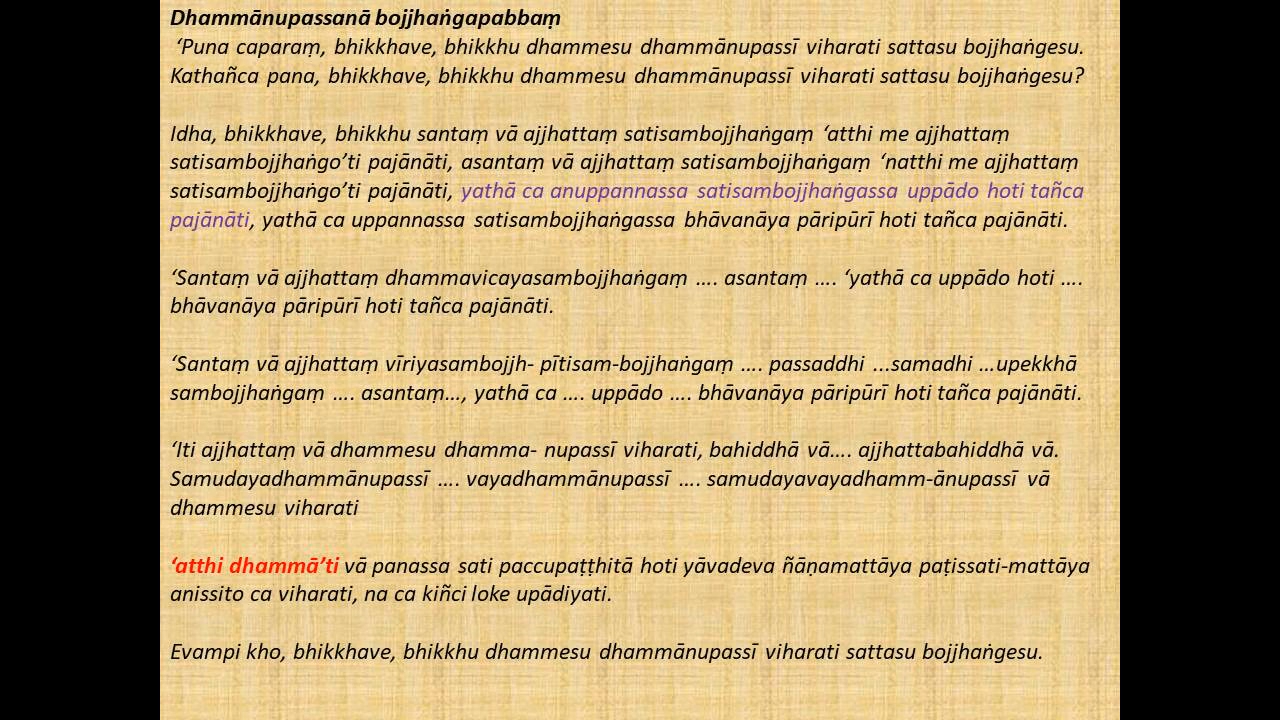 Dhammānupassanā bojjhaṅgapabbaṃ
‘Puna caparaṃ, bhikkhave, bhikkhu dhammesu dhammānupassī viharati sattasu bojjhaṅgesu.
Kathañca pana, bhikkhave, bhikkhu dhammesu dhammānupassī viharati sattasu bojjhaṅgesu?
Idha, bhikkhave, bhikkhu santaṃ vā ajjhattaṃ satisambojjhaṅgaṃ ‘atthi me ajjhattaṃ
satisambojjhaṅgo’ti pajānāti, asantaṃ vā ajjhattaṃ satisambojjhaṅgaṃ ‘natthi me ajjhattaṃ
satisambojjhaṅgo’ti pajānāti, yathā ca anuppannassa satisambojjhaṅgassa uppādo hoti tañca
pajānāti, yathā ca uppannassa satisambojjhaṅgassa bhāvanāya pāripūrī hoti tañca pajānāti.
‘Santaṃ vā ajjhattaṃ dhammavicayasambojjhaṅgaṃ .... asantaṃ .... ‘yathā ca uppādo hoti ....
bhāvanāya pāripūrī hoti tañca pajānāti.
‘Santaṃ vā ajjhattaṃ vīriyasambojjh- pītisam-bojjhaṅgaṃ .... passaddhi ...samadhi ...upekkhā
sambojjhaṅgaṃ .... asantaṃ..., yathā ca .... uppādo .... bhāvanāya pāripūrī hoti tañca pajānāti.
‘Iti ajjhattaṃ vā dhammesu dhamma- nupassī viharati, bahiddhā vā.... ajjhattabahiddhā vā.
Samudayadhammānupassī .... vayadhammānupassī .... samudayavayadhamm-ānupassī vā
dhammesu viharati
‘atthi dhammā’ti vā panassa sati paccupaṭṭhitā hoti yāvadeva ñāṇamattāya paṭissati-mattāya
anissito ca viharati, na ca kiñci loke upādiyati.
Evampi kho, bhikkhave, bhikkhu dhammesu dhammānupassī viharati sattasu bojjhaṅgesu.